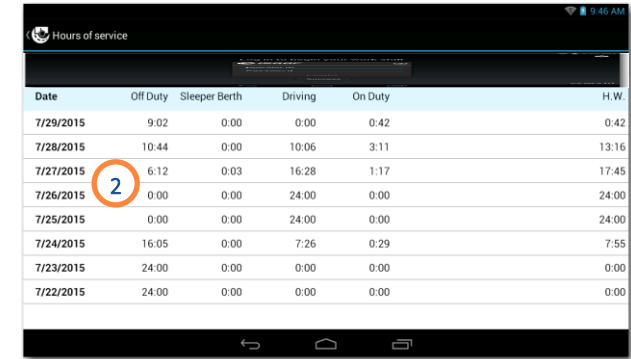 9:46 AM
Hours of service
Date Off Duty Sleeper Berth Driving On Duty H.W.
7/29/2015 9:02 0:00 0:00 0:42 0:42
7/28/2015 10:44 0:00 10:06 3:11 13:16
7/27/2015 6:12 0:03 16:28 1:17 17:45
2
7/26/2015 0:00 0:00 24:00 0:00 24:00
7/25/2015 0:00 0:00 24:00 0:00 24:00
7/24/2015 16:05 0:00 7:26 0:29 7:55
7/23/2015 24:00 0:00 0:00 0:00 0:00
7/22/2015 24:00 0:00 0:00 0:00 0:00